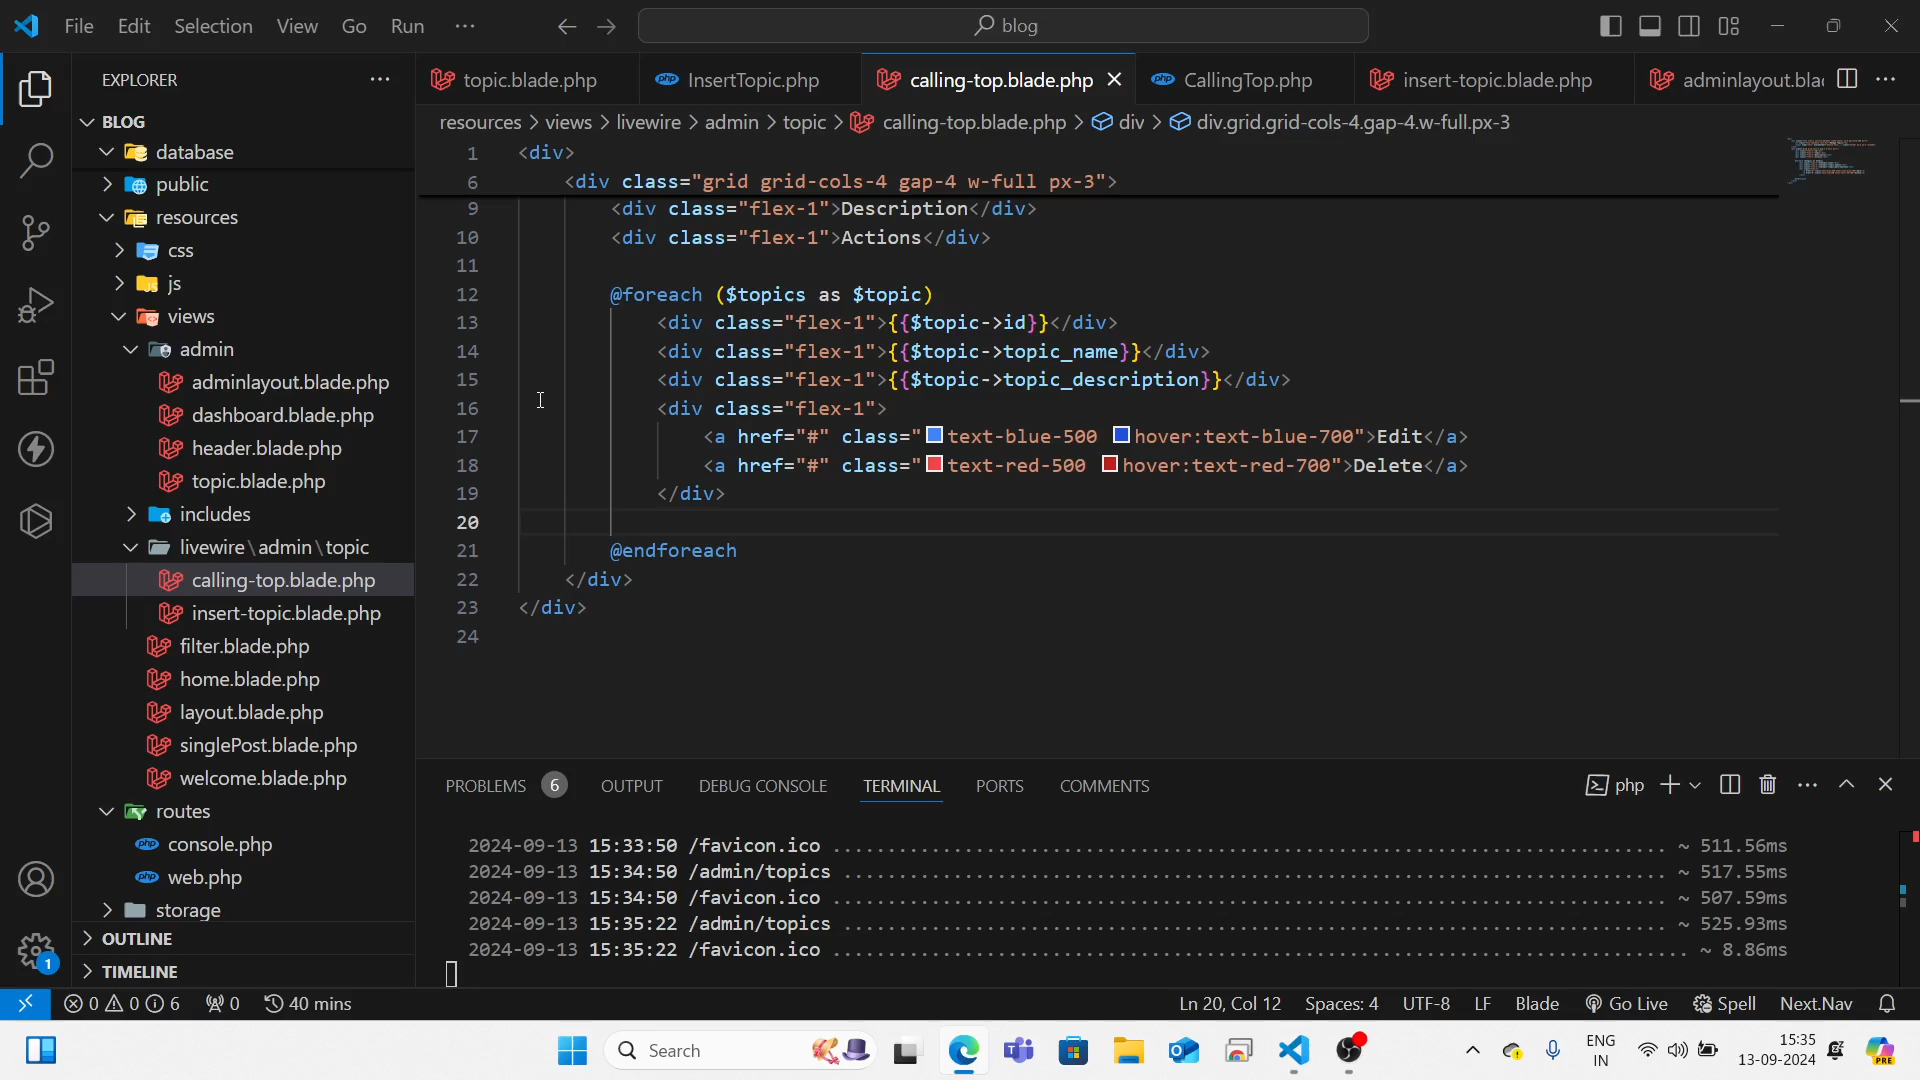 File Edit Selection View Go Run ···
blog
EXPLORER ···
topic.blade.php InsertTopic.php calling-top.blade.php CallingTop.php insert-topic.blade.php adminlayout.bla ···
resources > views > livewire > admin > topic > calling-top.blade.php > div > div.grid.grid-cols-4.gap-4.w-full.px-3
BLOG
database
public
resources
css
js
views
admin
adminlayout.blade.php
dashboard.blade.php
header.blade.php
topic.blade.php
includes
livewire\admin\topic
calling-top.blade.php
insert-topic.blade.php
filter.blade.php
home.blade.php
layout.blade.php
singlePost.blade.php
welcome.blade.php
routes
console.php
web.php
storage
OUTLINE
TIMELINE
1 <div>
6 <div class="grid grid-cols-4 gap-4 w-full px-3">
9 <div class="flex-1">Description</div>
10 <div class="flex-1">Actions</div>
11
12 @foreach ($topics as $topic)
13 <div class="flex-1">{{$topic->id}}</div>
14 <div class="flex-1">{{$topic->topic_name}}</div>
15 <div class="flex-1">{{$topic->topic_description}}</div>
16 <div class="flex-1">
17 <a href="#" class="text-blue-500 hover:text-blue-700">Edit</a>
18 <a href="#" class="text-red-500 hover:text-red-700">Delete</a>
19 </div>
20
21 @endforeach
22 </div>
23 </div>
24
PROBLEMS 6 OUTPUT DEBUG CONSOLE TERMINAL PORTS COMMENTS php ···
2024-09-13 15:33:50 /favicon.ico ........................................ ~ 511.56ms
2024-09-13 15:34:50 /admin/topics ........................................ ~ 517.55ms
2024-09-13 15:34:50 /favicon.ico ........................................ ~ 507.59ms
2024-09-13 15:35:22 /admin/topics ........................................ ~ 525.93ms
2024-09-13 15:35:22 /favicon.ico ........................................ ~ 8.86ms
1
0 0 6 0 40 mins Ln 20, Col 12 Spaces: 4 UTF-8 LF Blade Go Live Spell Next.Nav
Search
ENG
IN
15:35
13-09-2024
PRE